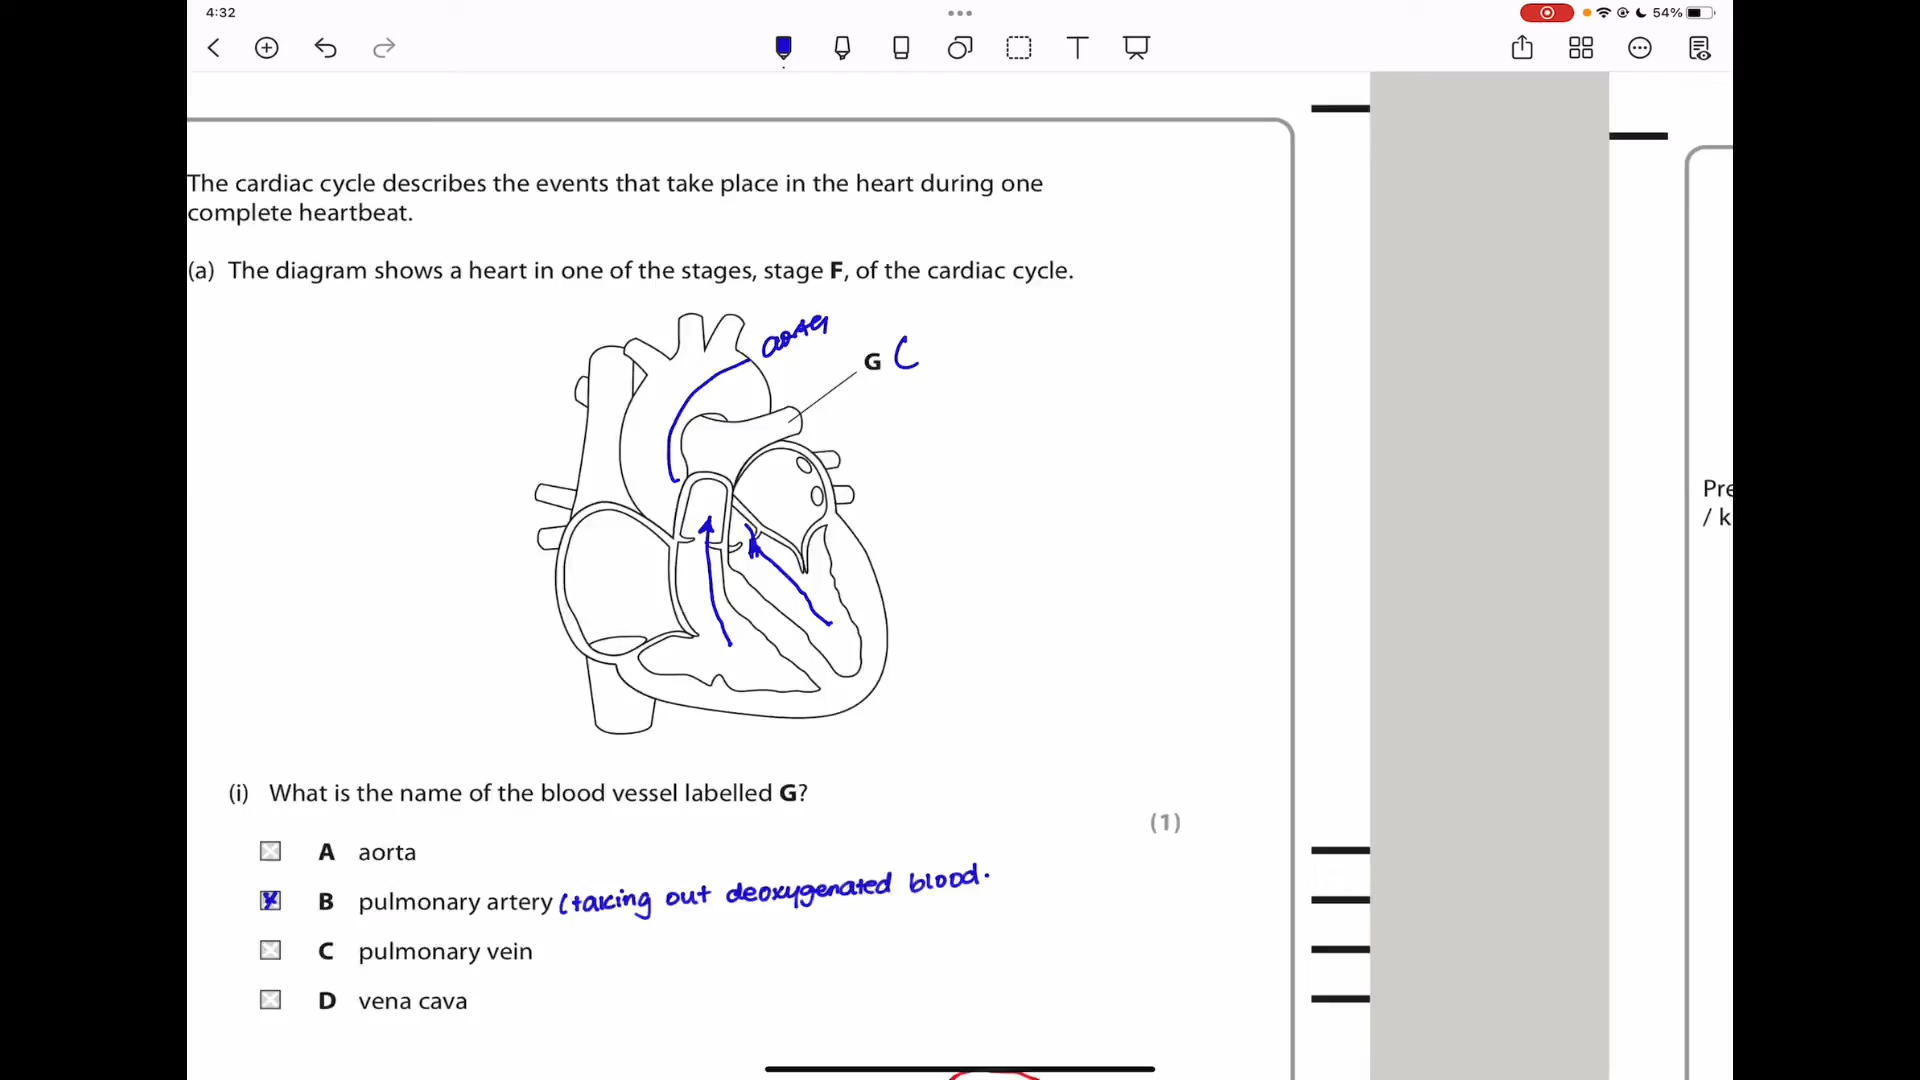 4:32
54%
The cardiac cycle describes the events that take place in the heart during one
complete heartbeat.
(a) The diagram shows a heart in one of the stages, stage F, of the cardiac cycle.
G (
Pre
/ k
(i) What is the name of the blood vessel labelled G?
(1)
A aorta
B pulmonary artery (taking out deoxygenated blood.
C pulmonary vein
D vena cava